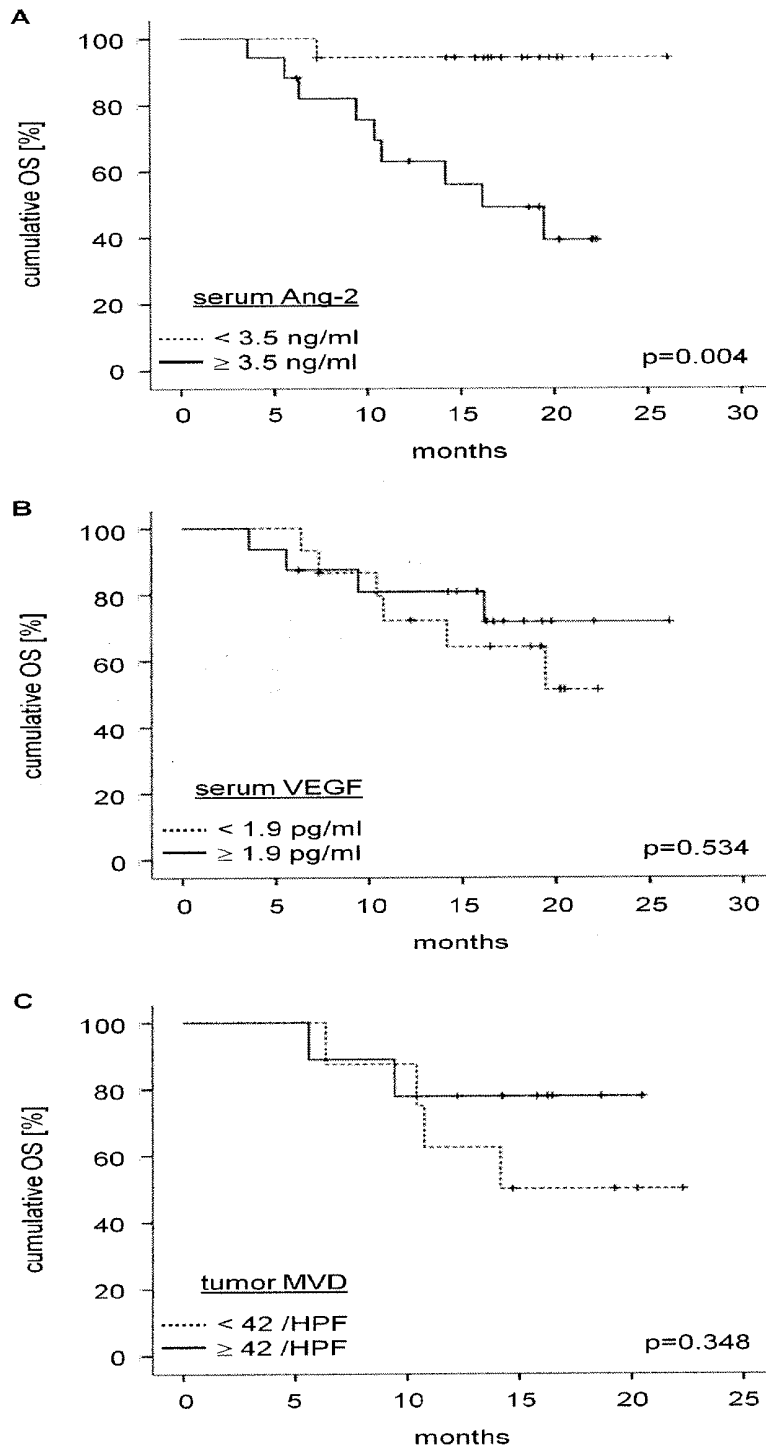 A
100
80
60
40
20
0
cumulative OS [%]
serum Ang-2
< 3.5 ng/ml
≥ 3.5 ng/ml
p=0.004
0 5 10 15 20 25 30
months
B
100
80
60
40
20
0
cumulative OS [%]
serum VEGF
< 1.9 pg/ml
≥ 1.9 pg/ml
p=0.534
0 5 10 15 20 25 30
months
C
100
80
60
40
20
0
cumulative OS [%]
tumor MVD
< 42 /HPF
≥ 42 /HPF
p=0.348
0 5 10 15 20 25
months